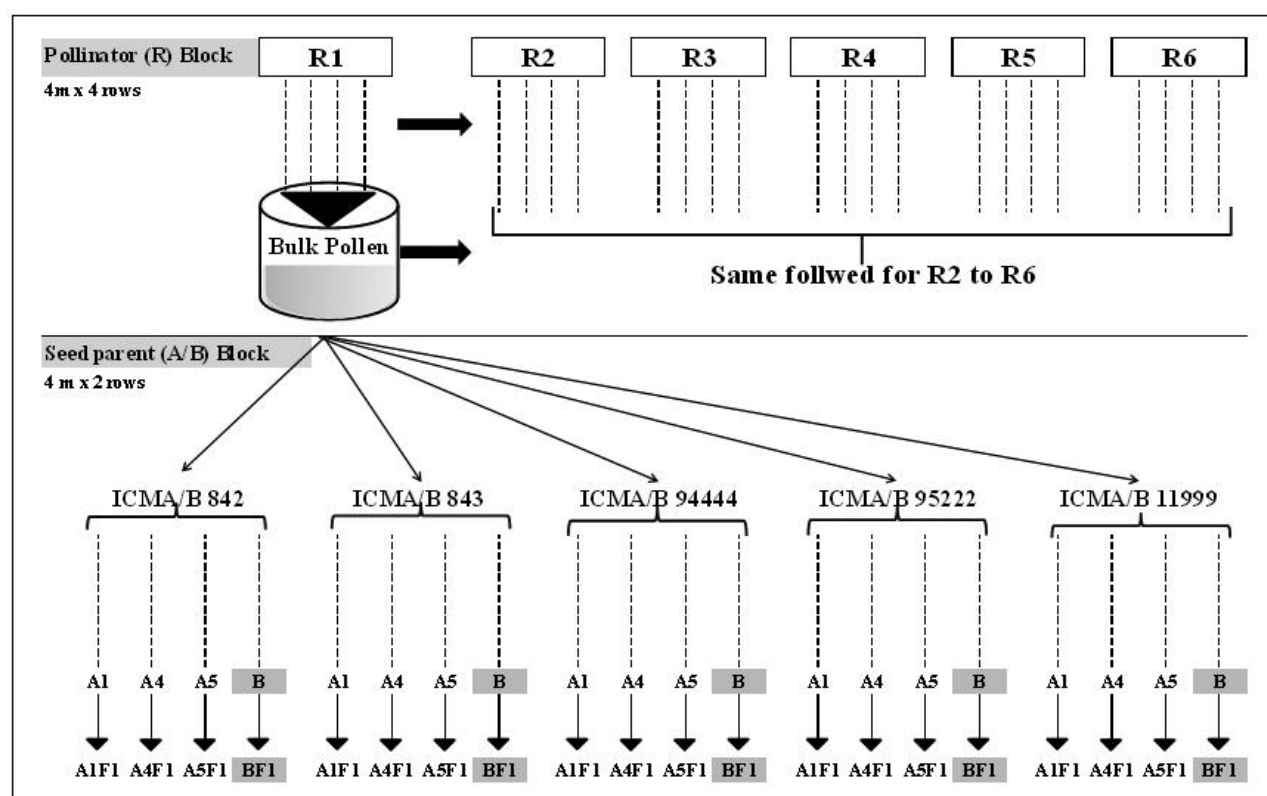 Pollinator (R) Block
R1 R2 R3 R4 R5 R6
4m x 4 rows
Bulk Pollen
Same follwed for R2 to R6
Seed parent (A/B) Block
4 m x 2 rows
ICMA/B 842 ICMA/B 843 ICMA/B 94444 ICMA/B 95222 ICMA/B 11999
A1 A4 A5 B A1 A4 A5 B A1 A4 A5 B A1 A4 A5 B A1 A4 A5 B
A1F1 A4F1 A5F1 BF1 A1F1 A4F1 A5F1 BF1 A1F1 A4F1 A5F1 BF1 A1F1 A4F1 A5F1 BF1 A1F1 A4F1 A5F1 BF1